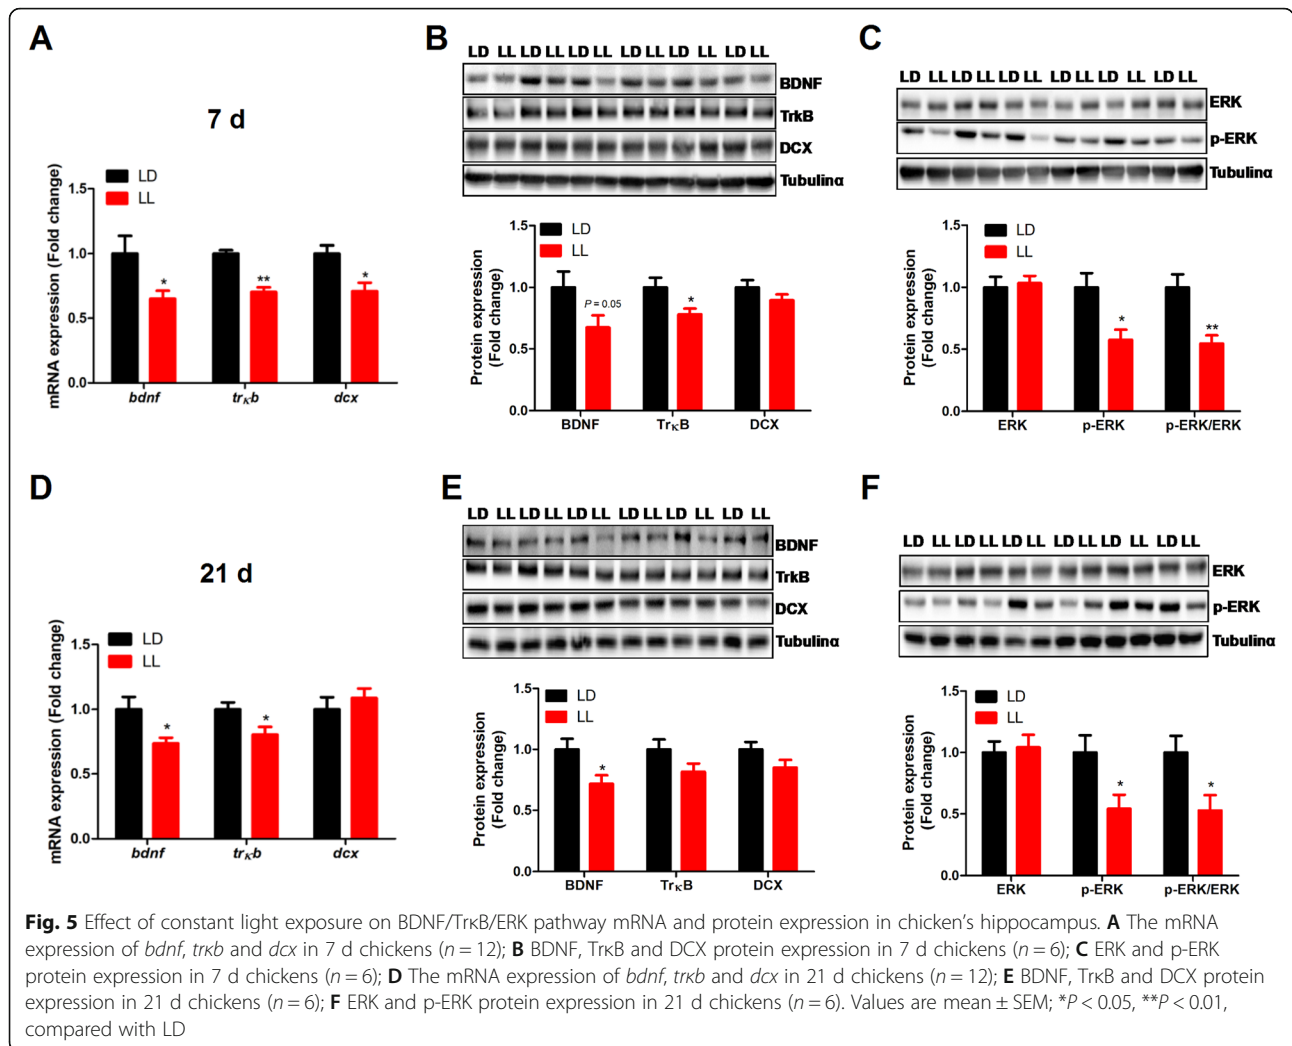 A
7 d
LD
LL
mRNA expression (Fold change)
1.5
1.0
0.5
0.0
*
**
*
bdnf
trκb
dcx
B
LD LL LD LL LD LL LD LL LD LL LD LL
BDNF
TrkB
DCX
Tubulinα
LD
LL
Protein expression
(Fold change)
1.5
1.0
0.5
0.0
P = 0.05
*
BDNF
TrκB
DCX
C
LD LL LD LL LD LL LD LL LD LL LD LL
ERK
p-ERK
Tubulinα
LD
LL
Protein expression
(Fold change)
1.5
1.0
0.5
0.0
*
**
ERK
p-ERK
p-ERK/ERK
D
21 d
LD
LL
mRNA expression (Fold change)
1.5
1.0
0.5
0.0
*
*
bdnf
trκb
dcx
E
LD LL LD LL LD LL LD LL LD LL LD LL
BDNF
TrkB
DCX
Tubulinα
LD
LL
Protein expression
(Fold change)
1.5
1.0
0.5
0.0
*
BDNF
TrκB
DCX
F
LD LL LD LL LD LL LD LL LD LL LD LL
ERK
p-ERK
Tubulinα
LD
LL
Protein expression
(Fold change)
1.5
1.0
0.5
0.0
*
*
ERK
p-ERK
p-ERK/ERK
Fig. 5 Effect of constant light exposure on BDNF/TrκB/ERK pathway mRNA and protein expression in chicken's hippocampus. A The mRNA
expression of bdnf, trκb and dcx in 7 d chickens (n = 12); B BDNF, TrκB and DCX protein expression in 7 d chickens (n = 6); C ERK and p-ERK
protein expression in 7 d chickens (n = 6); D The mRNA expression of bdnf, trκb and dcx in 21 d chickens (n = 12); E BDNF, TrκB and DCX protein
expression in 21 d chickens (n = 6); F ERK and p-ERK protein expression in 21 d chickens (n = 6). Values are mean ± SEM; *P < 0.05, **P < 0.01,
compared with LD